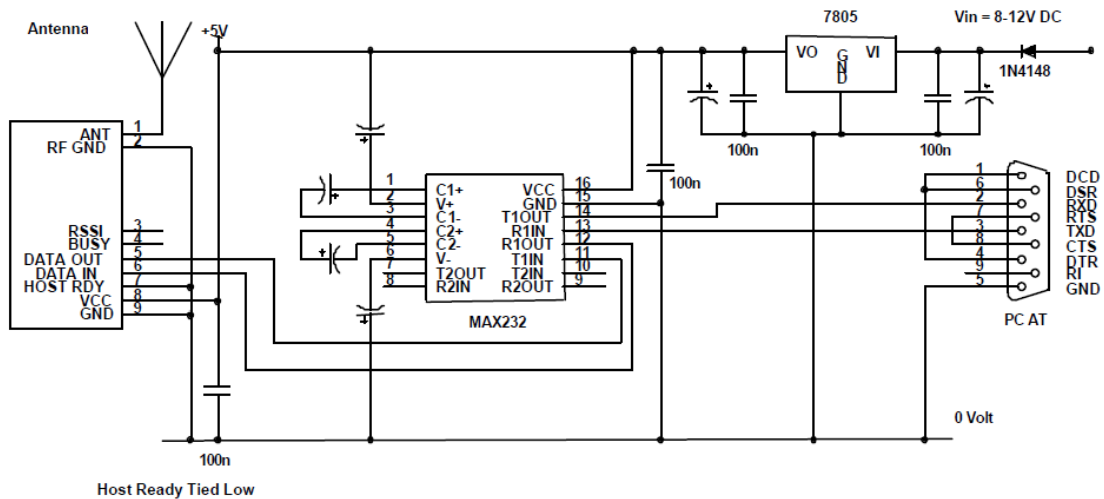 Antenna
+5V
7805
Vin = 8-12V DC
VO
GND
VI
1N4148
100n
100n
1
ANT
2
RF GND
3
RSSI
4
BUSY
5
DATA OUT
6
DATA IN
7
HOST RDY
8
VCC
9
GND
1
C1+
2
V+
3
C1-
4
C2+
5
C2-
6
V-
7
T2OUT
8
R2IN
VCC
16
GND
15
T1OUT
14
R1IN
13
R1OUT
12
T1IN
11
T2IN
10
R2OUT
9
MAX232
100n
1
DCD
6
DSR
2
RXD
7
RTS
3
TXD
8
CTS
4
DTR
9
RI
5
GND
PC AT
0 Volt
100n
Host Ready Tied Low